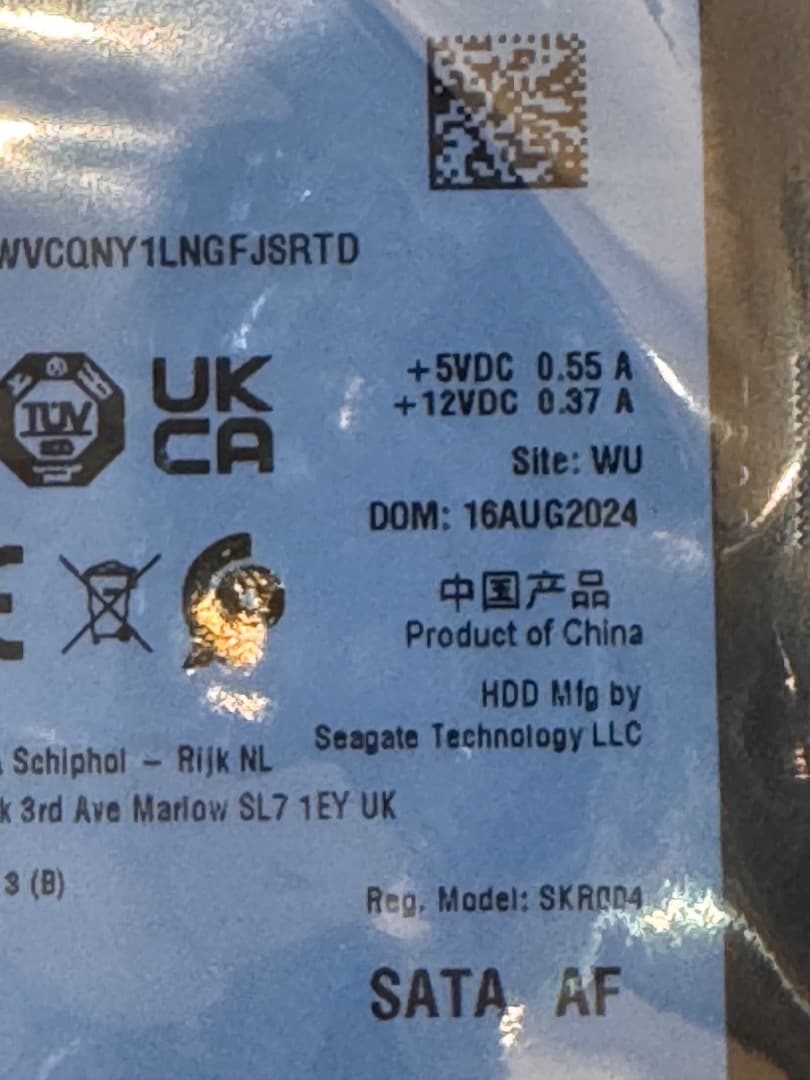 WVCQNY1LNGFJSRTD
TÜV
UK
CA
+5VDC 0.55 A
+12VDC 0.37 A
Site: WU
DOM: 16AUG2024
中国产品
Product of China
HDD Mfg by
Seagate Technology LLC
Schiphol – Rijk NL
k 3rd Ave Marlow SL7 1EY UK
3 (B)
Reg. Model: SKR004
SATA AF